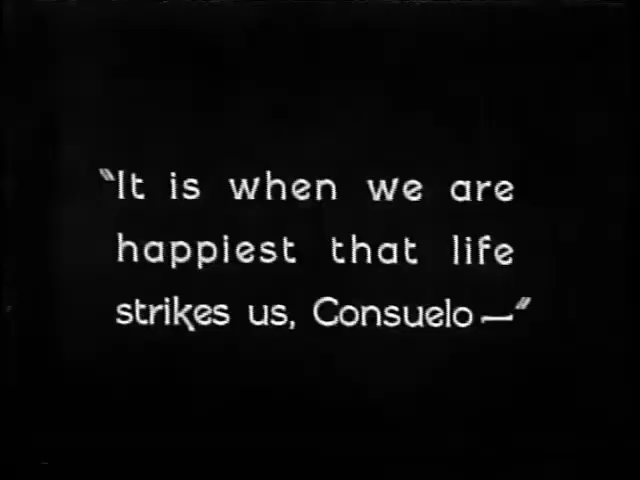 "It is when we are
happiest that life
strikes us, Consuelo—"